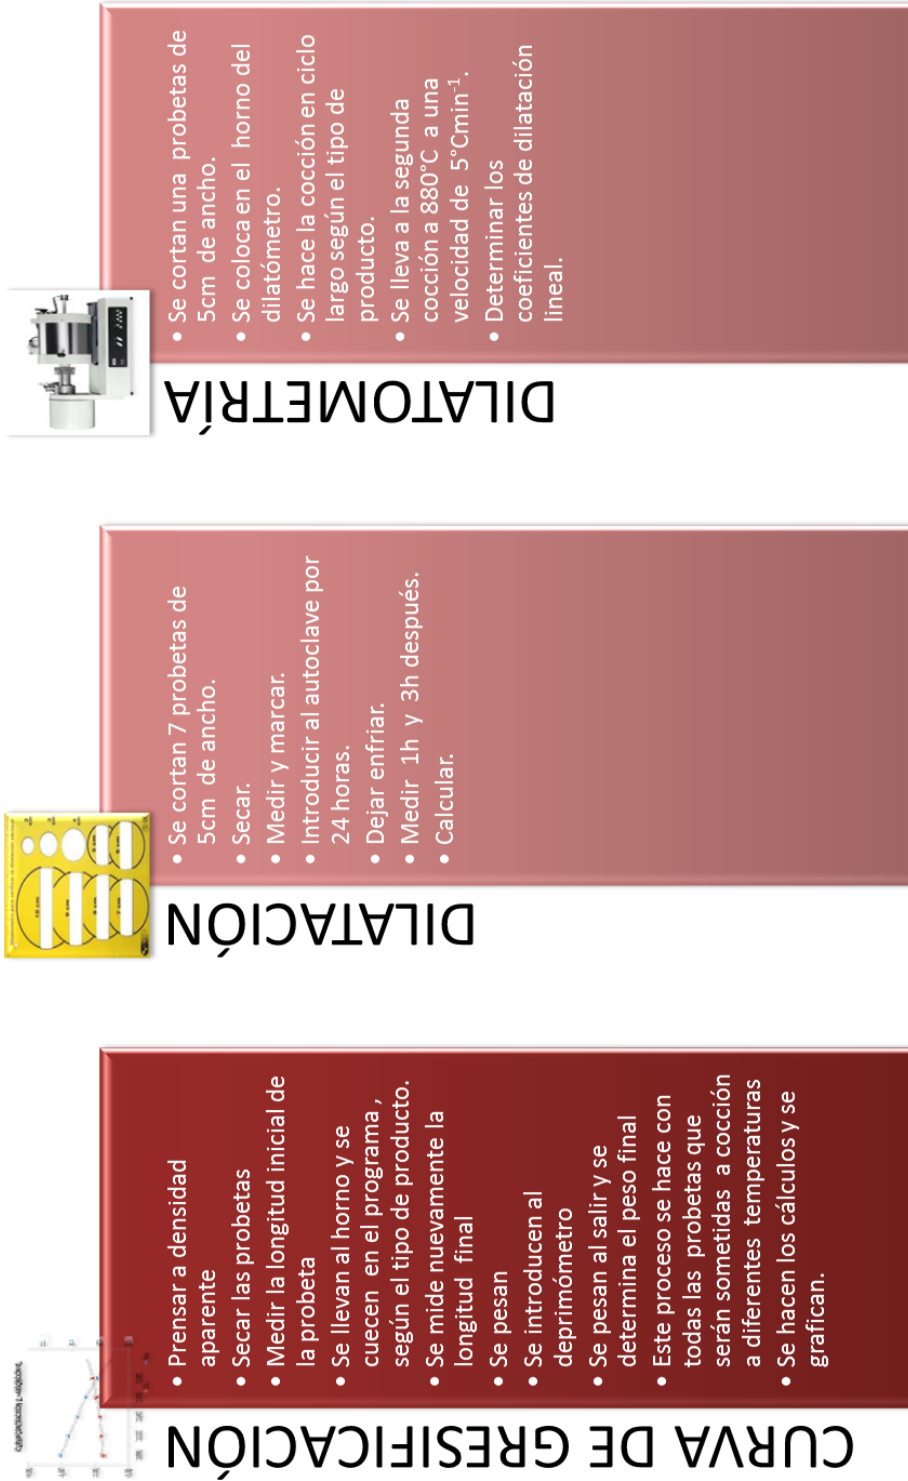 CURVA DE GRESIFICACIÓN
• Prensar a densidad
aparente
• Secar las probetas
• Medir la longitud inicial de
la probeta
• Se llevan al horno y se
cuecen en el programa ,
según el tipo de producto.
• Se mide nuevamente la
longitud final
• Se pesan
• Se introducen al
deprimómetro
• Se pesan al salir y se
determina el peso final
• Este proceso se hace con
todas las probetas que
serán sometidas a cocción
a diferentes temperaturas
• Se hacen los cálculos y se
grafican.
DILATACIÓN
• Se cortan 7 probetas de
5cm de ancho.
• Secar.
• Medir y marcar.
• Introducir al autoclave por
24 horas.
• Dejar enfriar.
• Medir 1h y 3h después.
• Calcular.
DILATOMETRÍA
• Se cortan una probetas de
5cm de ancho.
• Se coloca en el horno del
dilatómetro.
• Se hace la cocción en ciclo
largo según el tipo de
producto.
• Se lleva a la segunda
cocción a 880°C a una
velocidad de 5°Cmin⁻¹.
• Determinar los
coeficientes de dilatación
lineal.